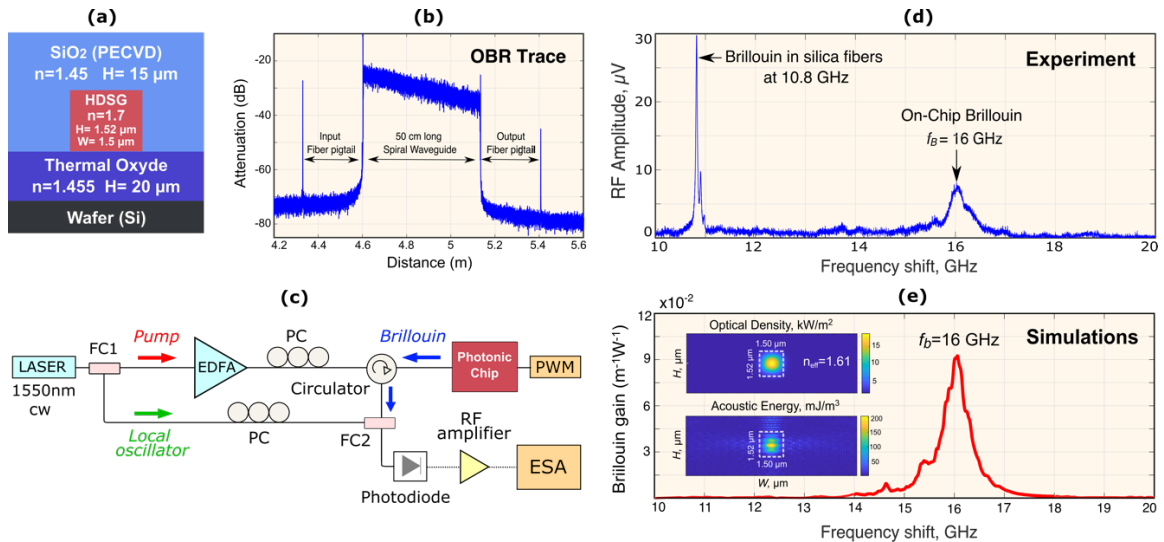 (a)
SiO₂ (PECVD)
n=1.45 H= 15 µm
HDSG
n=1.7
H= 1.52 µm
W= 1.5 µm
Thermal Oxyde
n=1.455 H= 20 µm
Wafer (Si)
(b)
OBR Trace
Attenuation (dB)
-20
-40
-60
-80
Input
Fiber pigtail
50 cm long
Spiral Waveguide
Output
Fiber pigtail
4.2 4.4 4.6 4.8 5 5.2 5.4 5.6
Distance (m)
(c)
LASER
1550nm
cw
FC1
Pump
EDFA
PC
Circulator
Brillouin
Photonic
Chip
PWM
Local
oscillator
PC
FC2
Photodiode
RF
amplifier
ESA
(d)
Experiment
RF Amplitude, µV
30
20
10
0
Brillouin in silica fibers
at 10.8 GHz
On-Chip Brillouin
f_B= 16 GHz
10 12 14 16 18 20
Frequency shift, GHz
(e)
x10⁻²
Simulations
Briilouin gain (m⁻¹W⁻¹)
12
9
6
3
0
f_b=16 GHz
Optical Density, kW/m²
H, µm
1.50 µm
1.52 µm
n_eff=1.61
15
10
5
Acoustic Energy, mJ/m³
H, µm
1.52 µm
1.50 µm
200
150
100
50
W, µm
10 11 12 13 14 15 16 17 18 19 20
Frequency shift, GHz